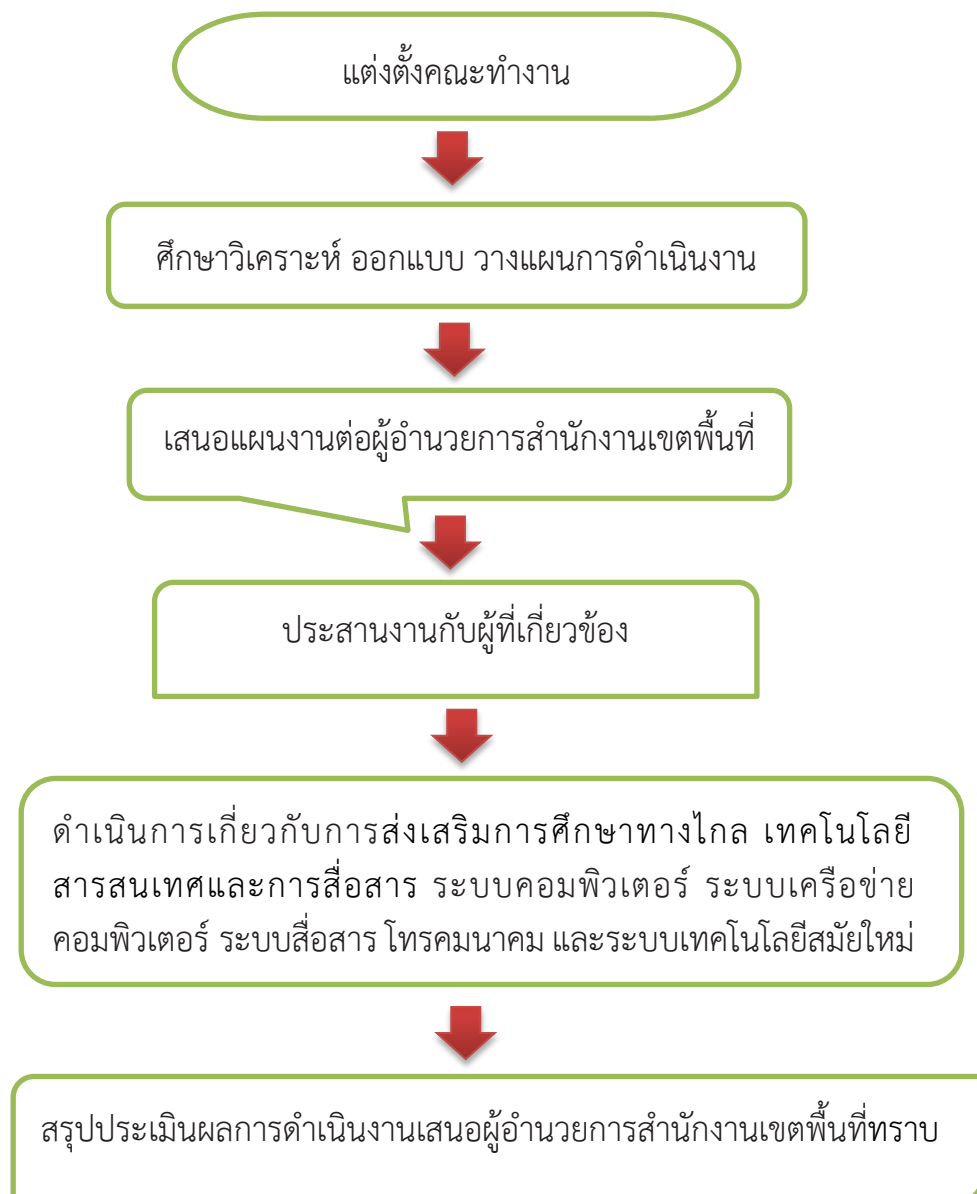 แต่งตั้งคณะทำงาน
ศึกษาวิเคราะห์ ออกแบบ วางแผนการดำเนินงาน
เสนอแผนงานต่อผู้อำนวยการสำนักงานเขตพื้นที่
ประสานงานกับผู้ที่เกี่ยวข้อง
ดำเนินการเกี่ยวกับการส่งเสริมการศึกษาทางไกล เทคโนโลยี
สารสนเทศและการสื่อสาร ระบบคอมพิวเตอร์ ระบบเครือข่าย
คอมพิวเตอร์ ระบบสื่อสาร โทรคมนาคม และระบบเทคโนโลยีสมัยใหม่
สรุปประเมินผลการดำเนินงานเสนอผู้อำนวยการสำนักงานเขตพื้นที่ทราบ